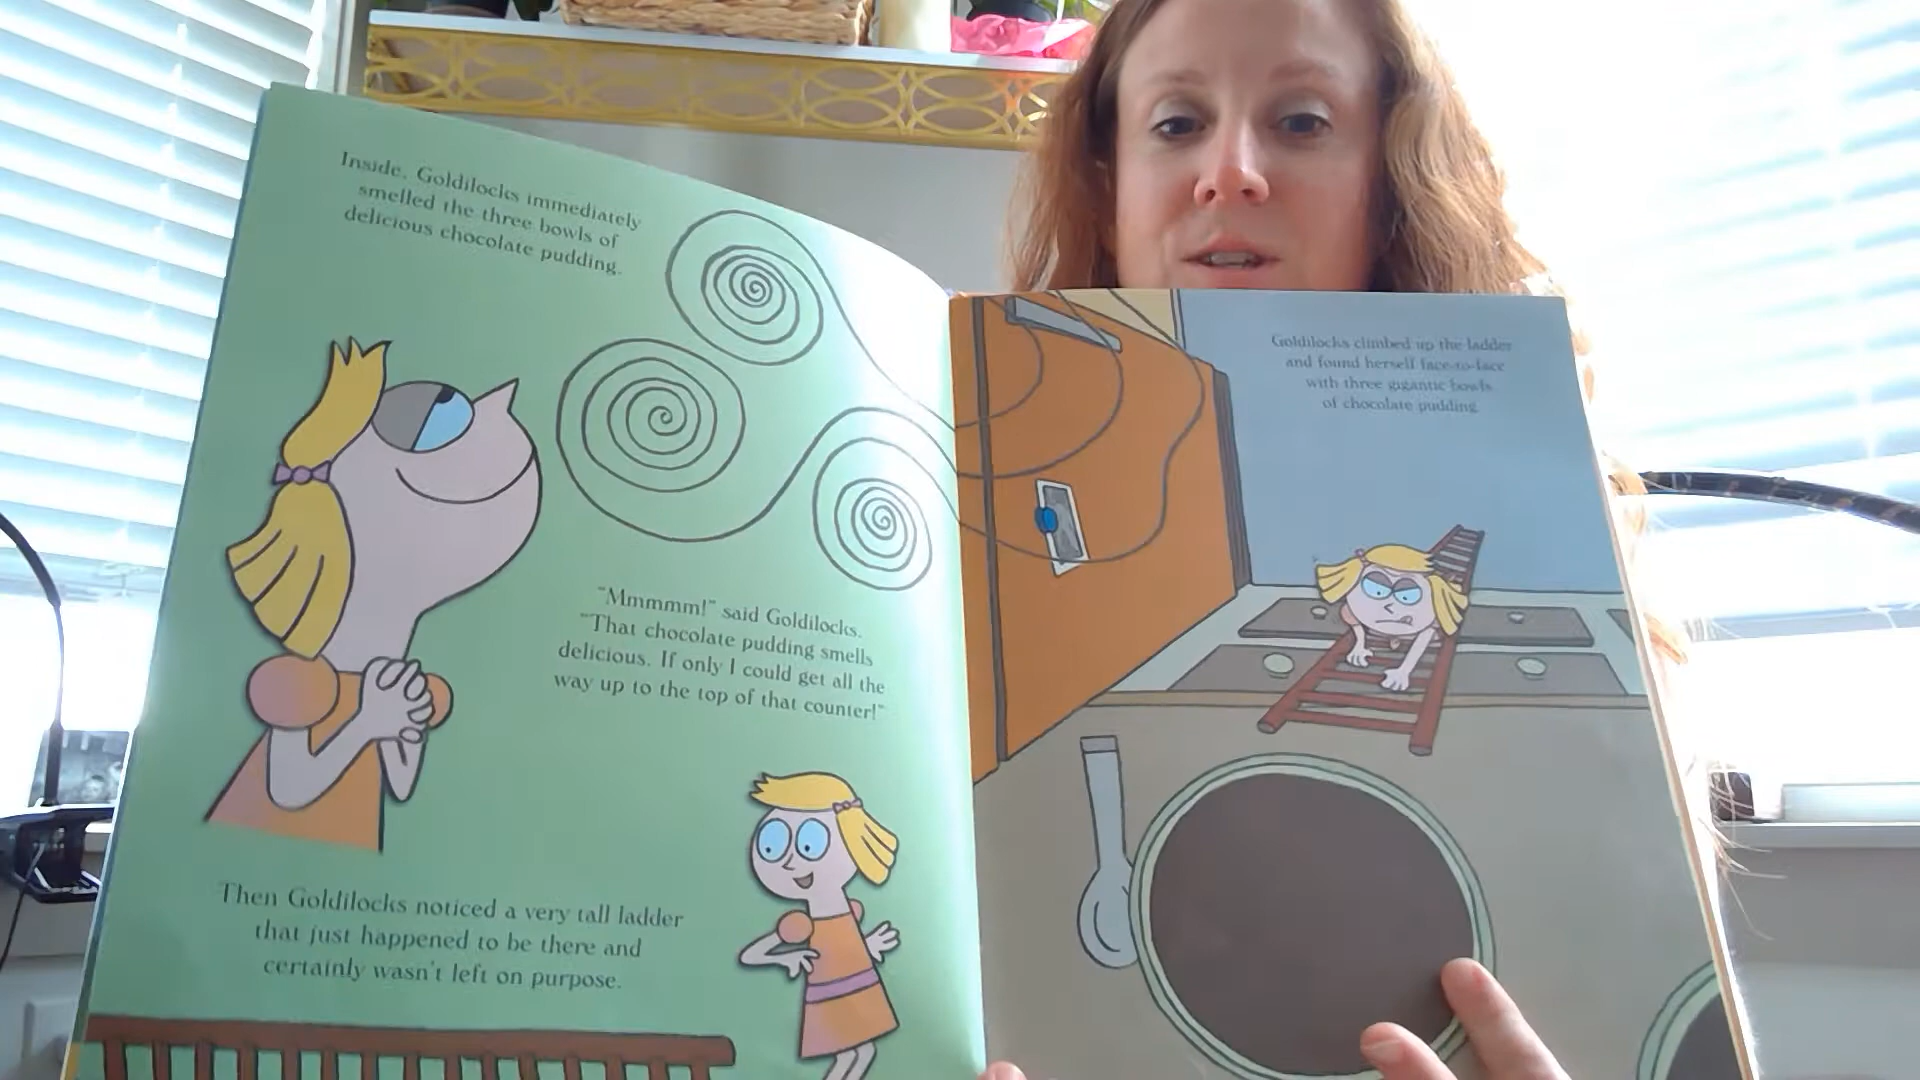 Inside, Goldilocks immediately
smelled the three bowls of
delicious chocolate pudding.
"Mmmmm!" said Goldilocks.
"That chocolate pudding smells
delicious. If only I could get all the
way up to the top of that counter!"
Then Goldilocks noticed a very tall ladder
that just happened to be there and
certainly wasn't left on purpose.
Goldilocks climbed up the ladder
and found herself face-to-face
with three gigantic bowls
of chocolate pudding.